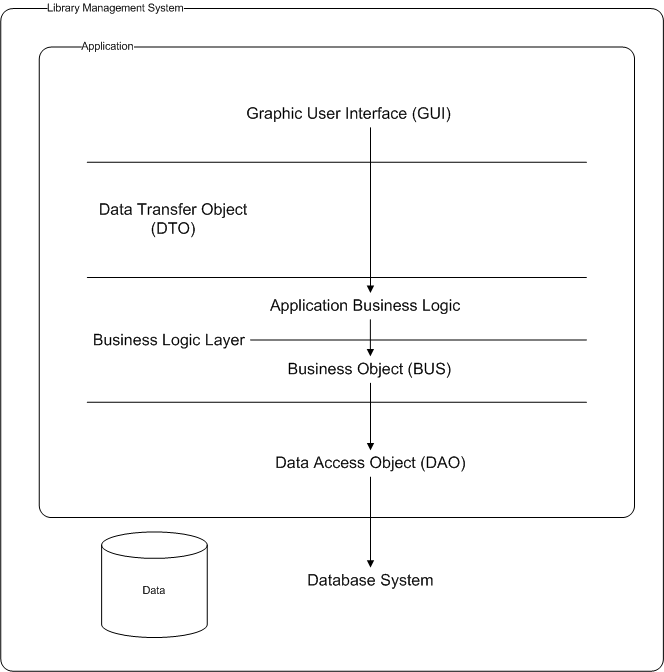 Library Management System
Application
Graphic User Interface (GUI)
Data Transfer Object
(DTO)
Application Business Logic
Business Logic Layer
Business Object (BUS)
Data Access Object (DAO)
Database System
Data